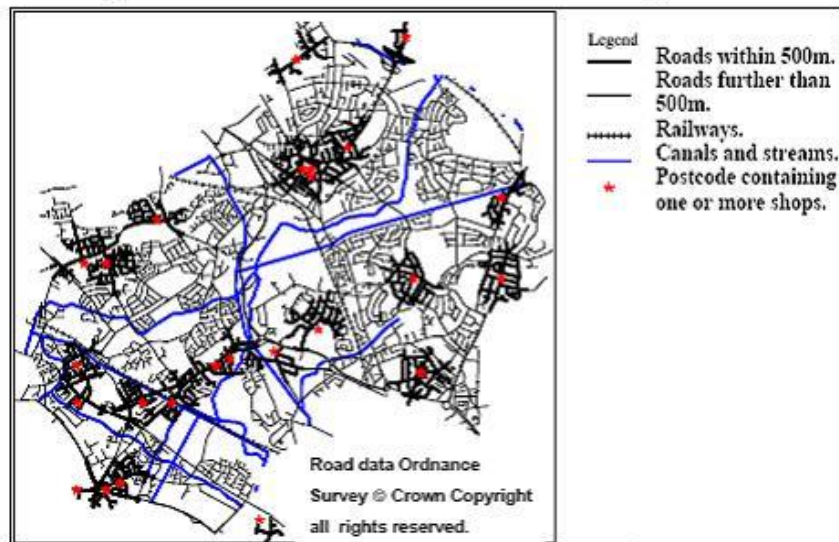 Legend
Roads within 500m.
Roads further than
500m.
Railways.
Canals and streams.
Postcode containing
one or more shops.
Road data Ordnance
Survey © Crown Copyright
all rights reserved.